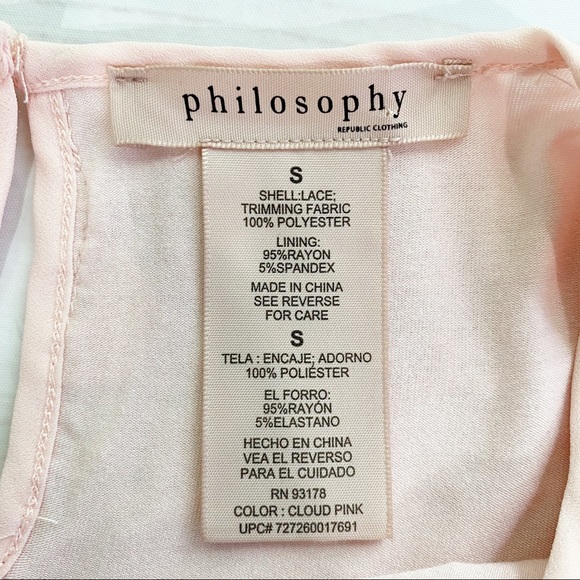 philosophy
REPUBLIC CLOTHING
S
SHELL:LACE;
TRIMMING FABRIC
100% POLYESTER
LINING:
95%RAYON
5%SPANDEX
MADE IN CHINA
SEE REVERSE
FOR CARE
S
TELA : ENCAJE; ADORNO
100% POLIÉSTER
EL FORRO:
95%RAYÓN
5%ELASTANO
HECHO EN CHINA
VEA EL REVERSO
PARA EL CUIDADO
RN 93178
COLOR : CLOUD PINK
UPC# 727260017691